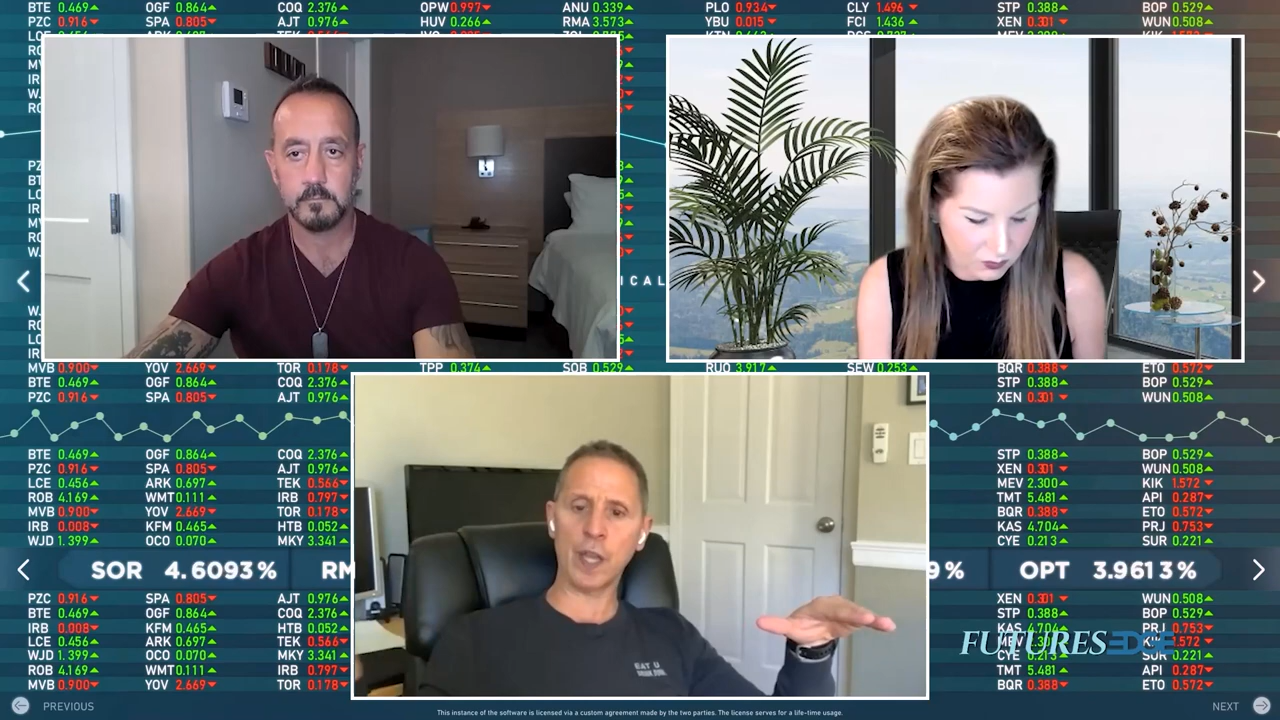 BTE 0.469 OGF 0.864 COQ 2.376 OPW 0.997 ANU 0.339 PLO 0.934 CLY 1.496 STP 0.388 BOP 0.529
PZC 0.916 SPA 0.805 AJT 0.976 HUV 0.266 RMA 3.573 YBU 0.015 FCI 1.436 XEN 0.301 WUN 0.508
ICAL
MVB 0.900 YOV 2.669 TOR 0.178 TPP 0.374 SOB 0.529 RUO 3.917 SEW 0.253 BQR 0.388 ETO 0.572
BTE 0.469 OGF 0.864 COQ 2.376 STP 0.388 BOP 0.529
PZC 0.916 SPA 0.805 AJT 0.976 XEN 0.301 WUN 0.508
BTE 0.469 OGF 0.864 COQ 2.376 STP 0.388 BOP 0.529
PZC 0.916 SPA 0.805 AJT 0.976 XEN 0.301 WUN 0.508
LCE 0.456 ARK 0.697 TEK 0.566 MEV 2.300 KIK 1.572
ROB 4.169 WMT 0.111 IRB 0.797 TMT 5.481 API 0.287
MVB 0.900 YOV 2.669 TOR 0.178 BQR 0.388 ETO 0.572
IRB 0.008 KFM 0.465 HTB 0.052 KAS 4.704 PRJ 0.753
WJD 1.399 OCO 0.070 MKY 3.341 CYE 0.213 SUR 0.221
SOR 4.6093% RM 9% OPT 3.9613%
PZC 0.916 SPA 0.805 AJT 0.976 XEN 0.301 WUN 0.508
BTE 0.469 OGF 0.864 COQ 2.376 STP 0.388 BOP 0.529
IRB 0.008 KFM 0.465 HTB 0.052 KAS 4.704 PRJ 0.753
LCE 0.456 ARK 0.697 TEK 0.566
FUTURESEDGE
WJD 1.399 OCO 0.070 MKY 3.341 CYE 0.213 SUR 0.221
ROB 4.169 WMT 0.111 IRB 0.797 TMT 5.481 API 0.287
MVB 0.900 YOV 2.669 TOR 0.178 BQR 0.388 ETO 0.572
EAT U
PREVIOUS
This instance of the software is licensed via a custom agreement made by the two parties. The license serves for a life-time usage.
NEXT